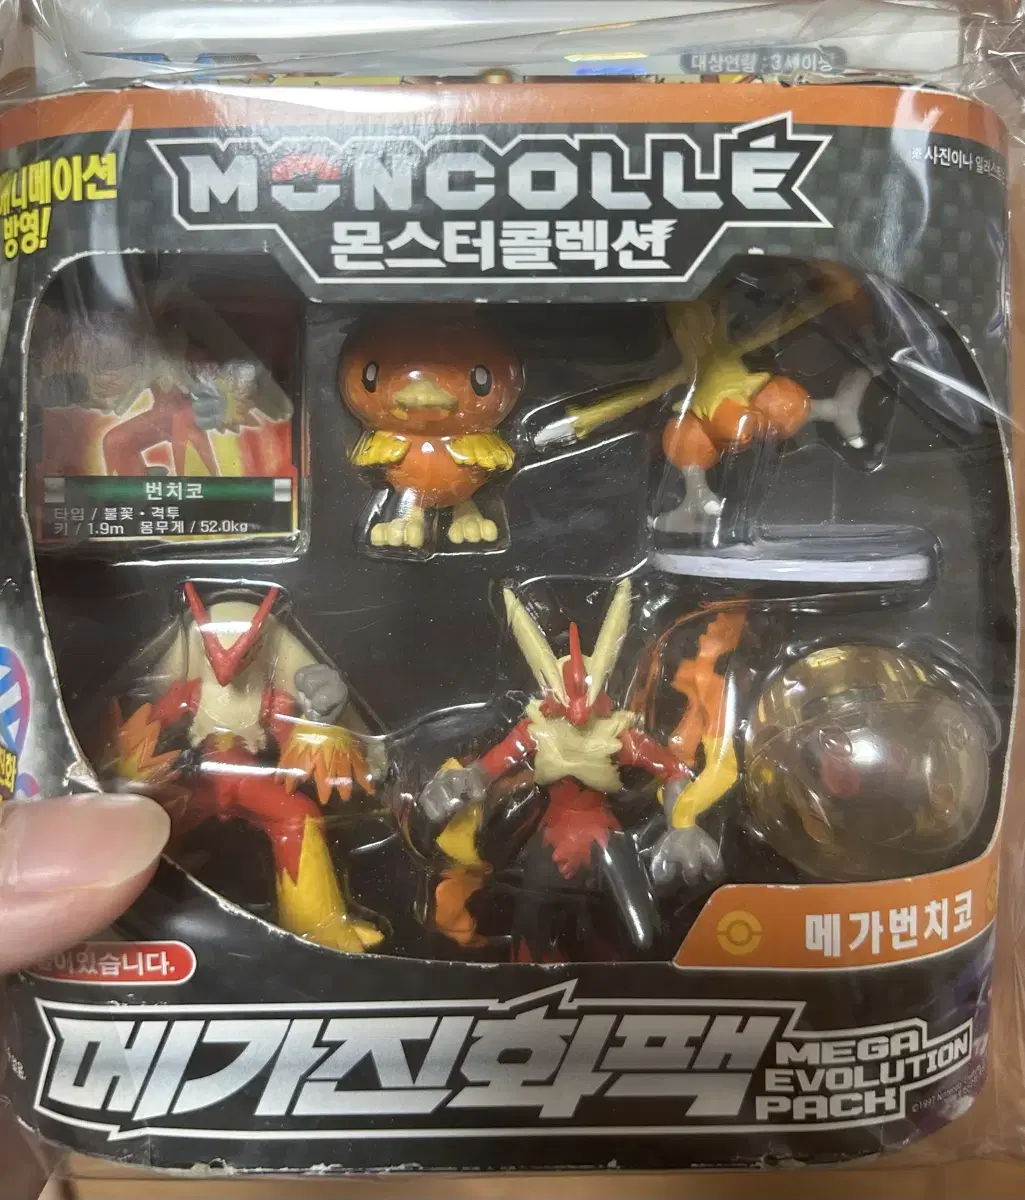 대상연령 : 3세이상
MONCOLLÉ
몬스터콜렉션
애니메이션
방영!
※사진이나 일러스트
번치코
타입 / 불꽃·격투
키 / 1.9m 몸무게 / 52.0kg
메가번치코
있습니다.
메가진화팩
MEGA
EVOLUTION
PACK